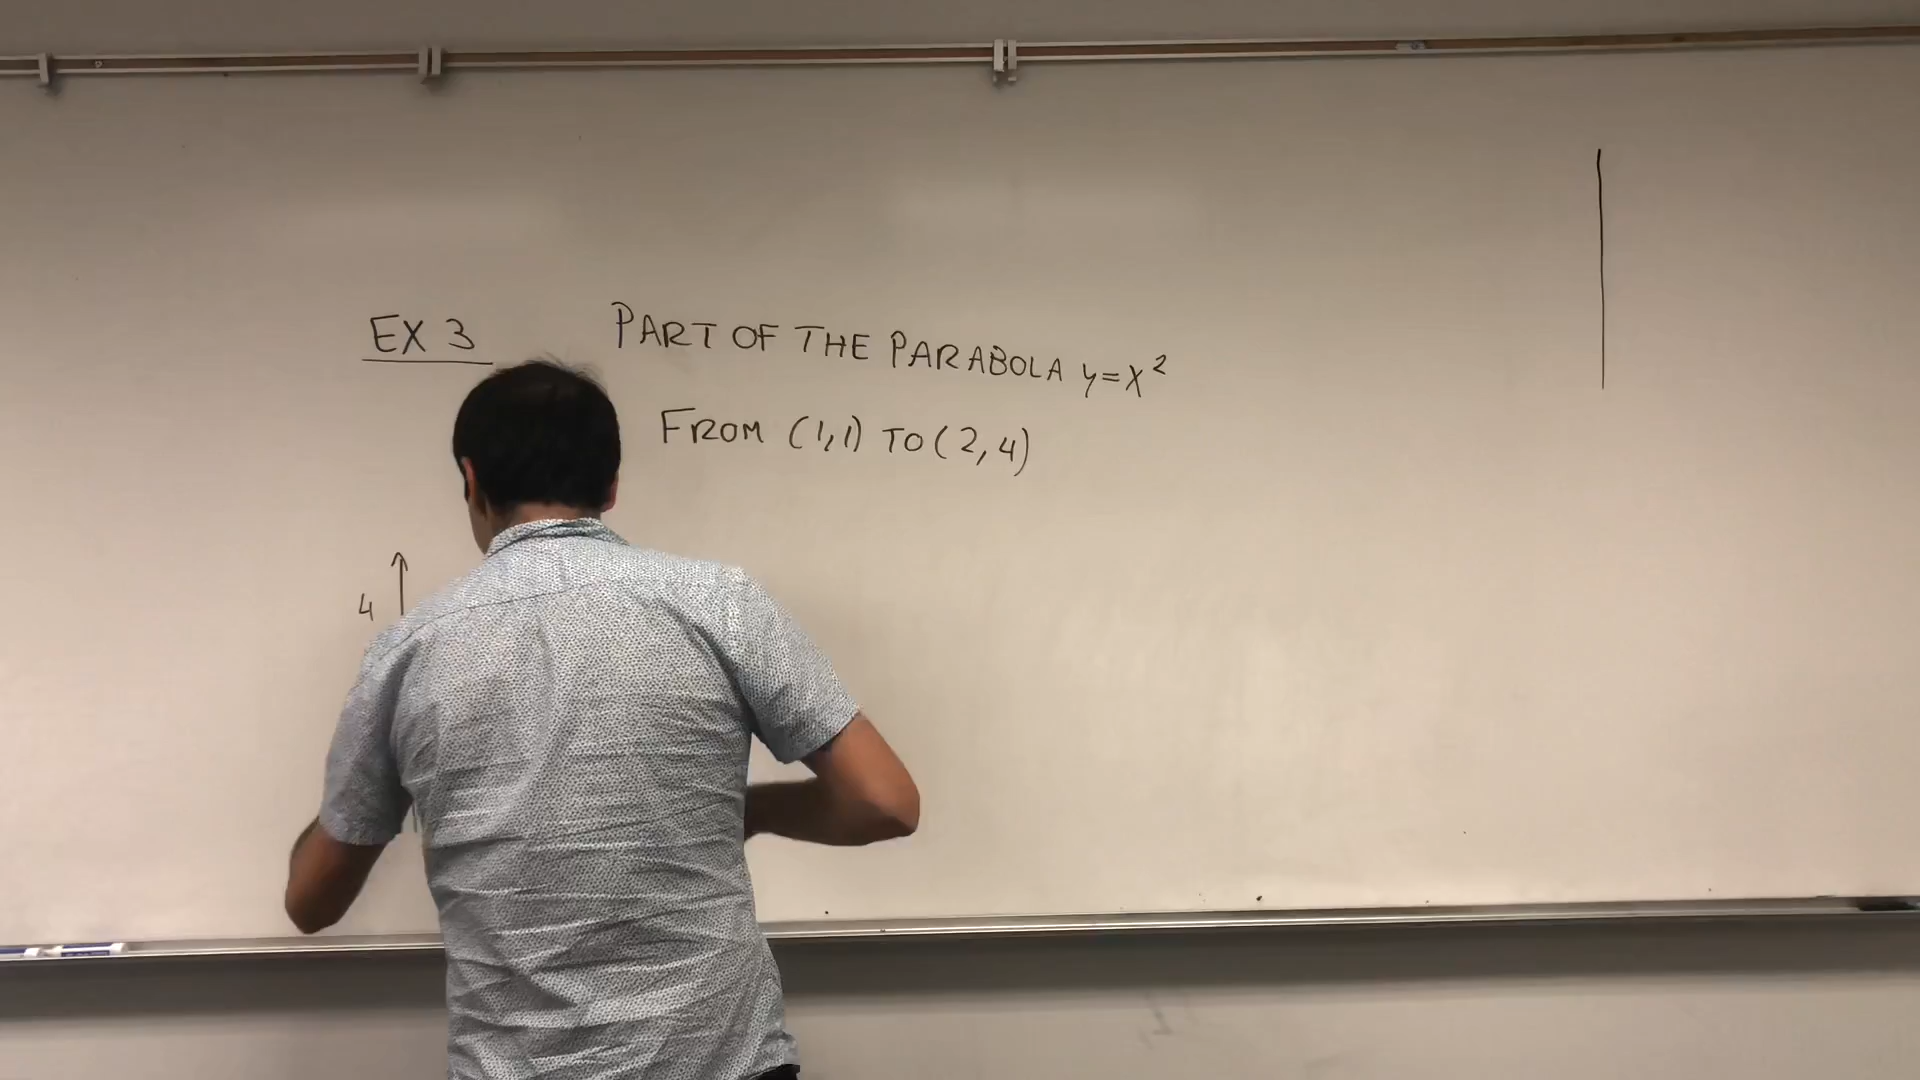 EX 3
PART OF THE PARABOLA y=x²
FROM (1,1) TO (2,4)
4